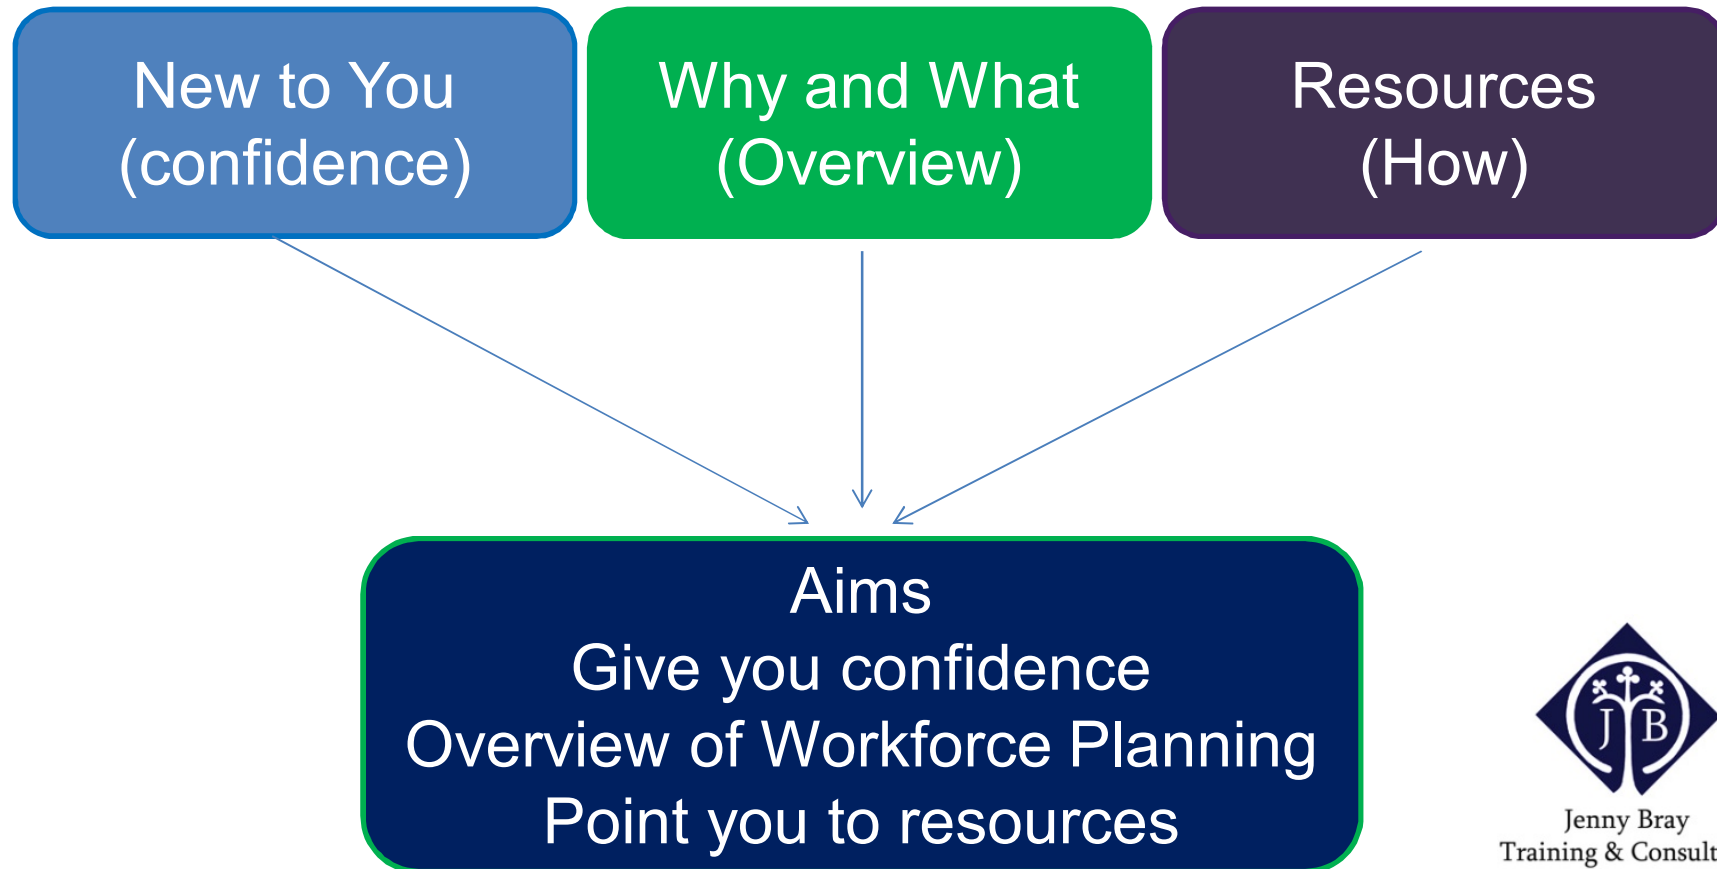 New to You
(confidence)
Why and What
(Overview)
Resources
(How)
Aims
Give you confidence
Overview of Workforce Planning
Point you to resources
J B
Jenny Bray
Training & Consult